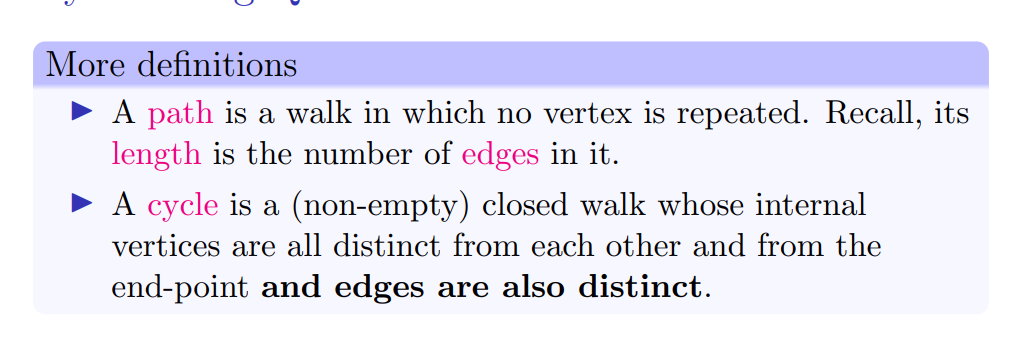 More definitions
▶ A path is a walk in which no vertex is repeated. Recall, its
length is the number of edges in it.
▶ A cycle is a (non-empty) closed walk whose internal
vertices are all distinct from each other and from the
end-point and edges are also distinct.